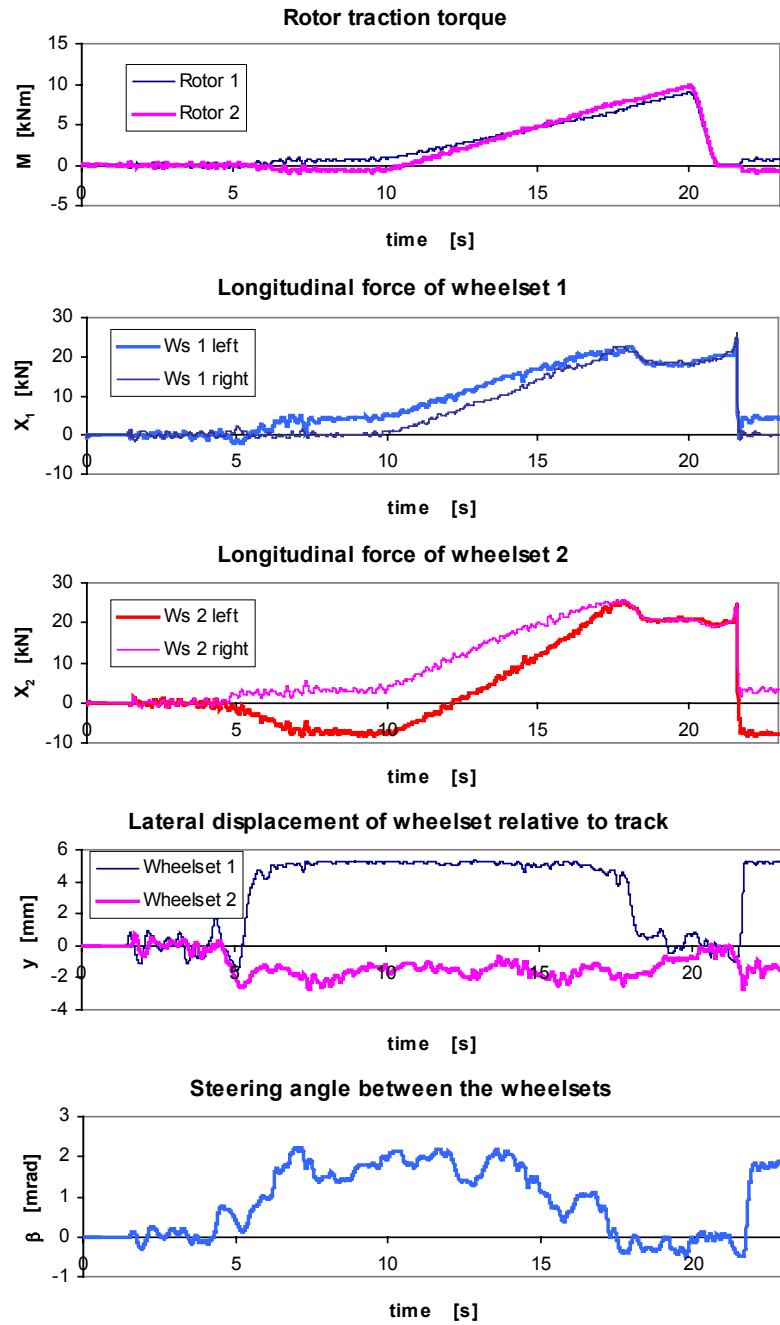 Rotor traction torque
15
10
5
0
-5
M [kNm]
Rotor 1
Rotor 2
0 5 10 15 20
time [s]
Longitudinal force of wheelset 1
30
20
10
0
-10
X1 [kN]
Ws 1 left
Ws 1 right
0 5 10 15 20
time [s]
Longitudinal force of wheelset 2
30
20
10
0
-10
X2 [kN]
Ws 2 left
Ws 2 right
0 5 10 15 20
time [s]
Lateral displacement of wheelset relative to track
6
4
2
0
-2
-4
y [mm]
Wheelset 1
Wheelset 2
0 5 10 15 20
time [s]
Steering angle between the wheelsets
3
2
1
0
-1
β [mrad]
0 5 10 15 20
time [s]